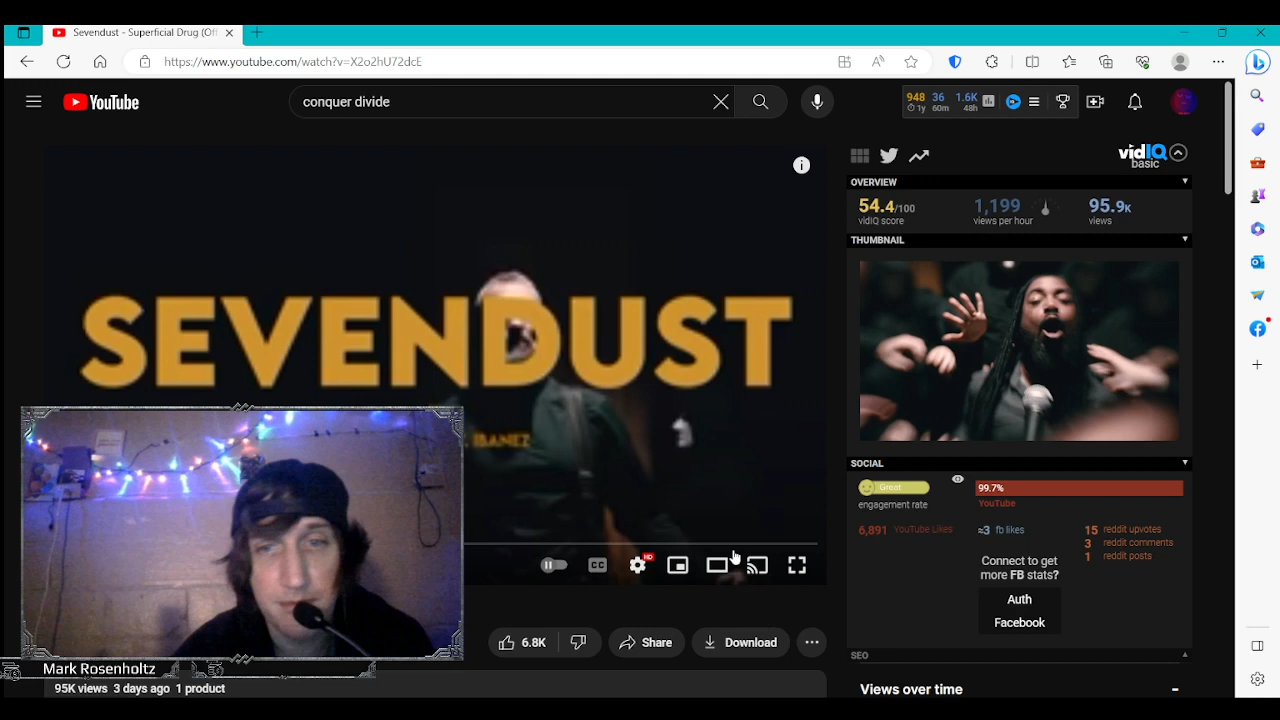 Sevendust - Superficial Drug (Of
https://www.youtube.com/watch?v=X2o2hU72dcE
YouTube
conquer divide
948 36 1.6K
1y 60m 48h
vidIQ
basic
OVERVIEW
54.4/100 1,199 95.9K
vidIQ score views per hour views
THUMBNAIL
SEVENDUST
IBANEZ
SOCIAL
Great 99.7%
engagement rate YouTube
6,891 YouTube Likes ≈3 fb likes 15 reddit upvotes
3 reddit comments
1 reddit posts
Connect to get
more FB stats?
Auth
Facebook
CC HD
6.8K Share Download
SEO
Mark Rosenholtz
95K views 3 days ago 1 product
Views over time